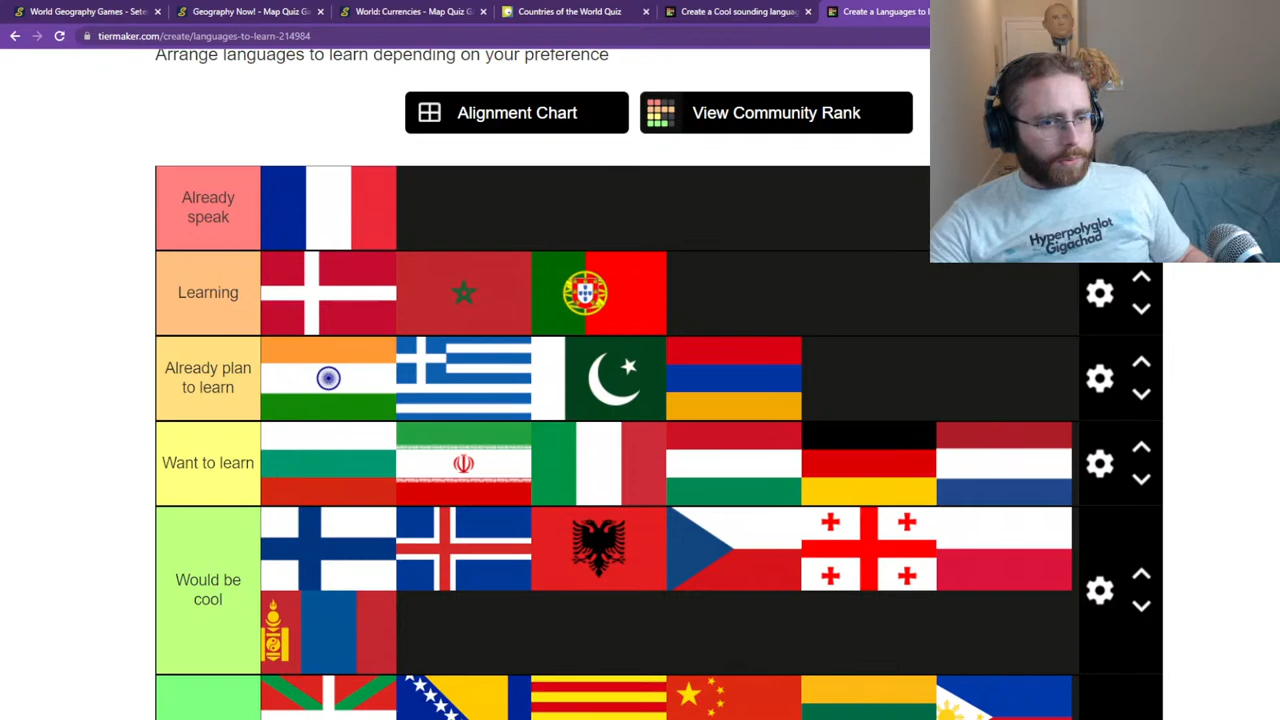 World Geography Games - Sete
Geography Now! - Map Quiz Ga
World: Currencies - Map Quiz G
Countries of the World Quiz
Create a Cool sounding languag
Create a Languages to l
tiermaker.com/create/languages-to-learn-214984
Arrange languages to learn depending on your preference
Alignment Chart
View Community Rank
Hyperpolyglot
Gigachad
Already
speak
Learning
Already plan
to learn
Want to learn
Would be
cool